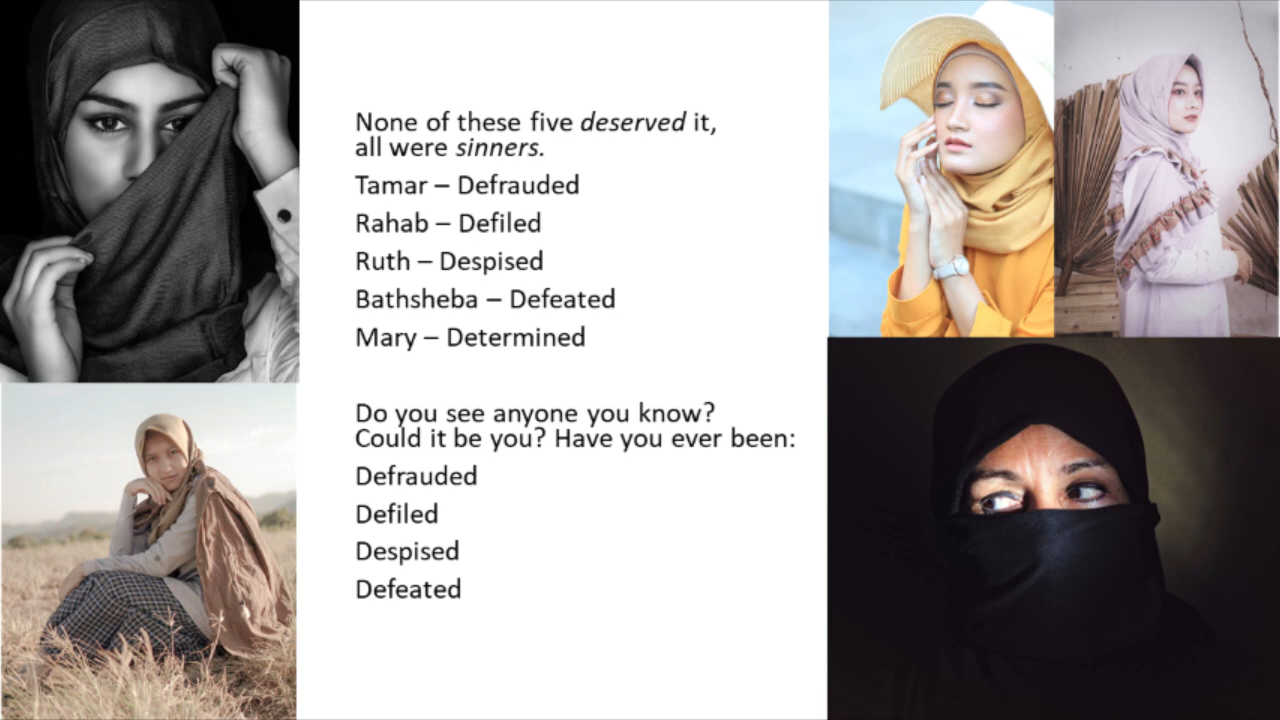 None of these five deserved it,
all were sinners.
Tamar – Defrauded
Rahab – Defiled
Ruth – Despised
Bathsheba – Defeated
Mary – Determined
Do you see anyone you know?
Could it be you? Have you ever been:
Defrauded
Defiled
Despised
Defeated